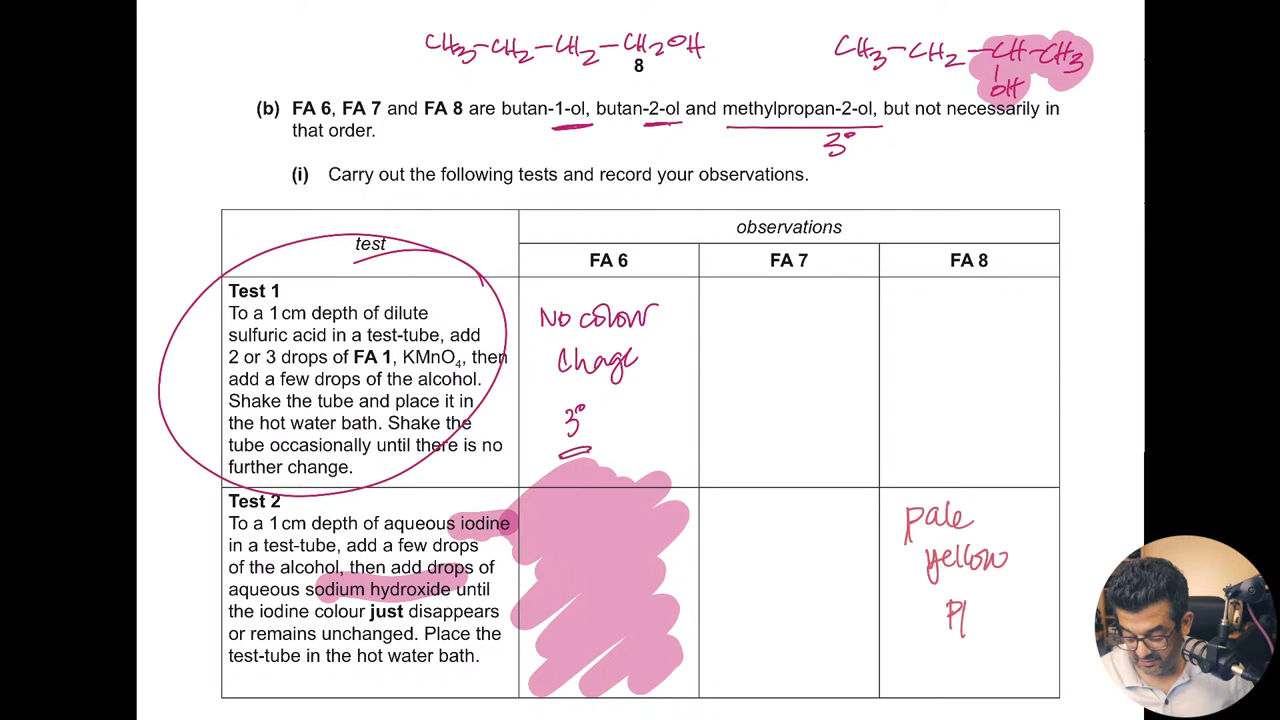 CH3-CH2-CH2-CH2OH
CH3-CH2-CH-CH3
OH
8
(b) FA 6, FA 7 and FA 8 are butan-1-ol, butan-2-ol and methylpropan-2-ol, but not necessarily in
that order.
3°
(i) Carry out the following tests and record your observations.
test
observations
FA 6
FA 7
FA 8
Test 1
To a 1 cm depth of dilute
sulfuric acid in a test-tube, add
2 or 3 drops of FA 1, KMnO4, then
add a few drops of the alcohol.
Shake the tube and place it in
the hot water bath. Shake the
tube occasionally until there is no
further change.
No colour
chage
3°
Test 2
To a 1 cm depth of aqueous iodine
in a test-tube, add a few drops
of the alcohol, then add drops of
aqueous sodium hydroxide until
the iodine colour just disappears
or remains unchanged. Place the
test-tube in the hot water bath.
pale
yellow
pp